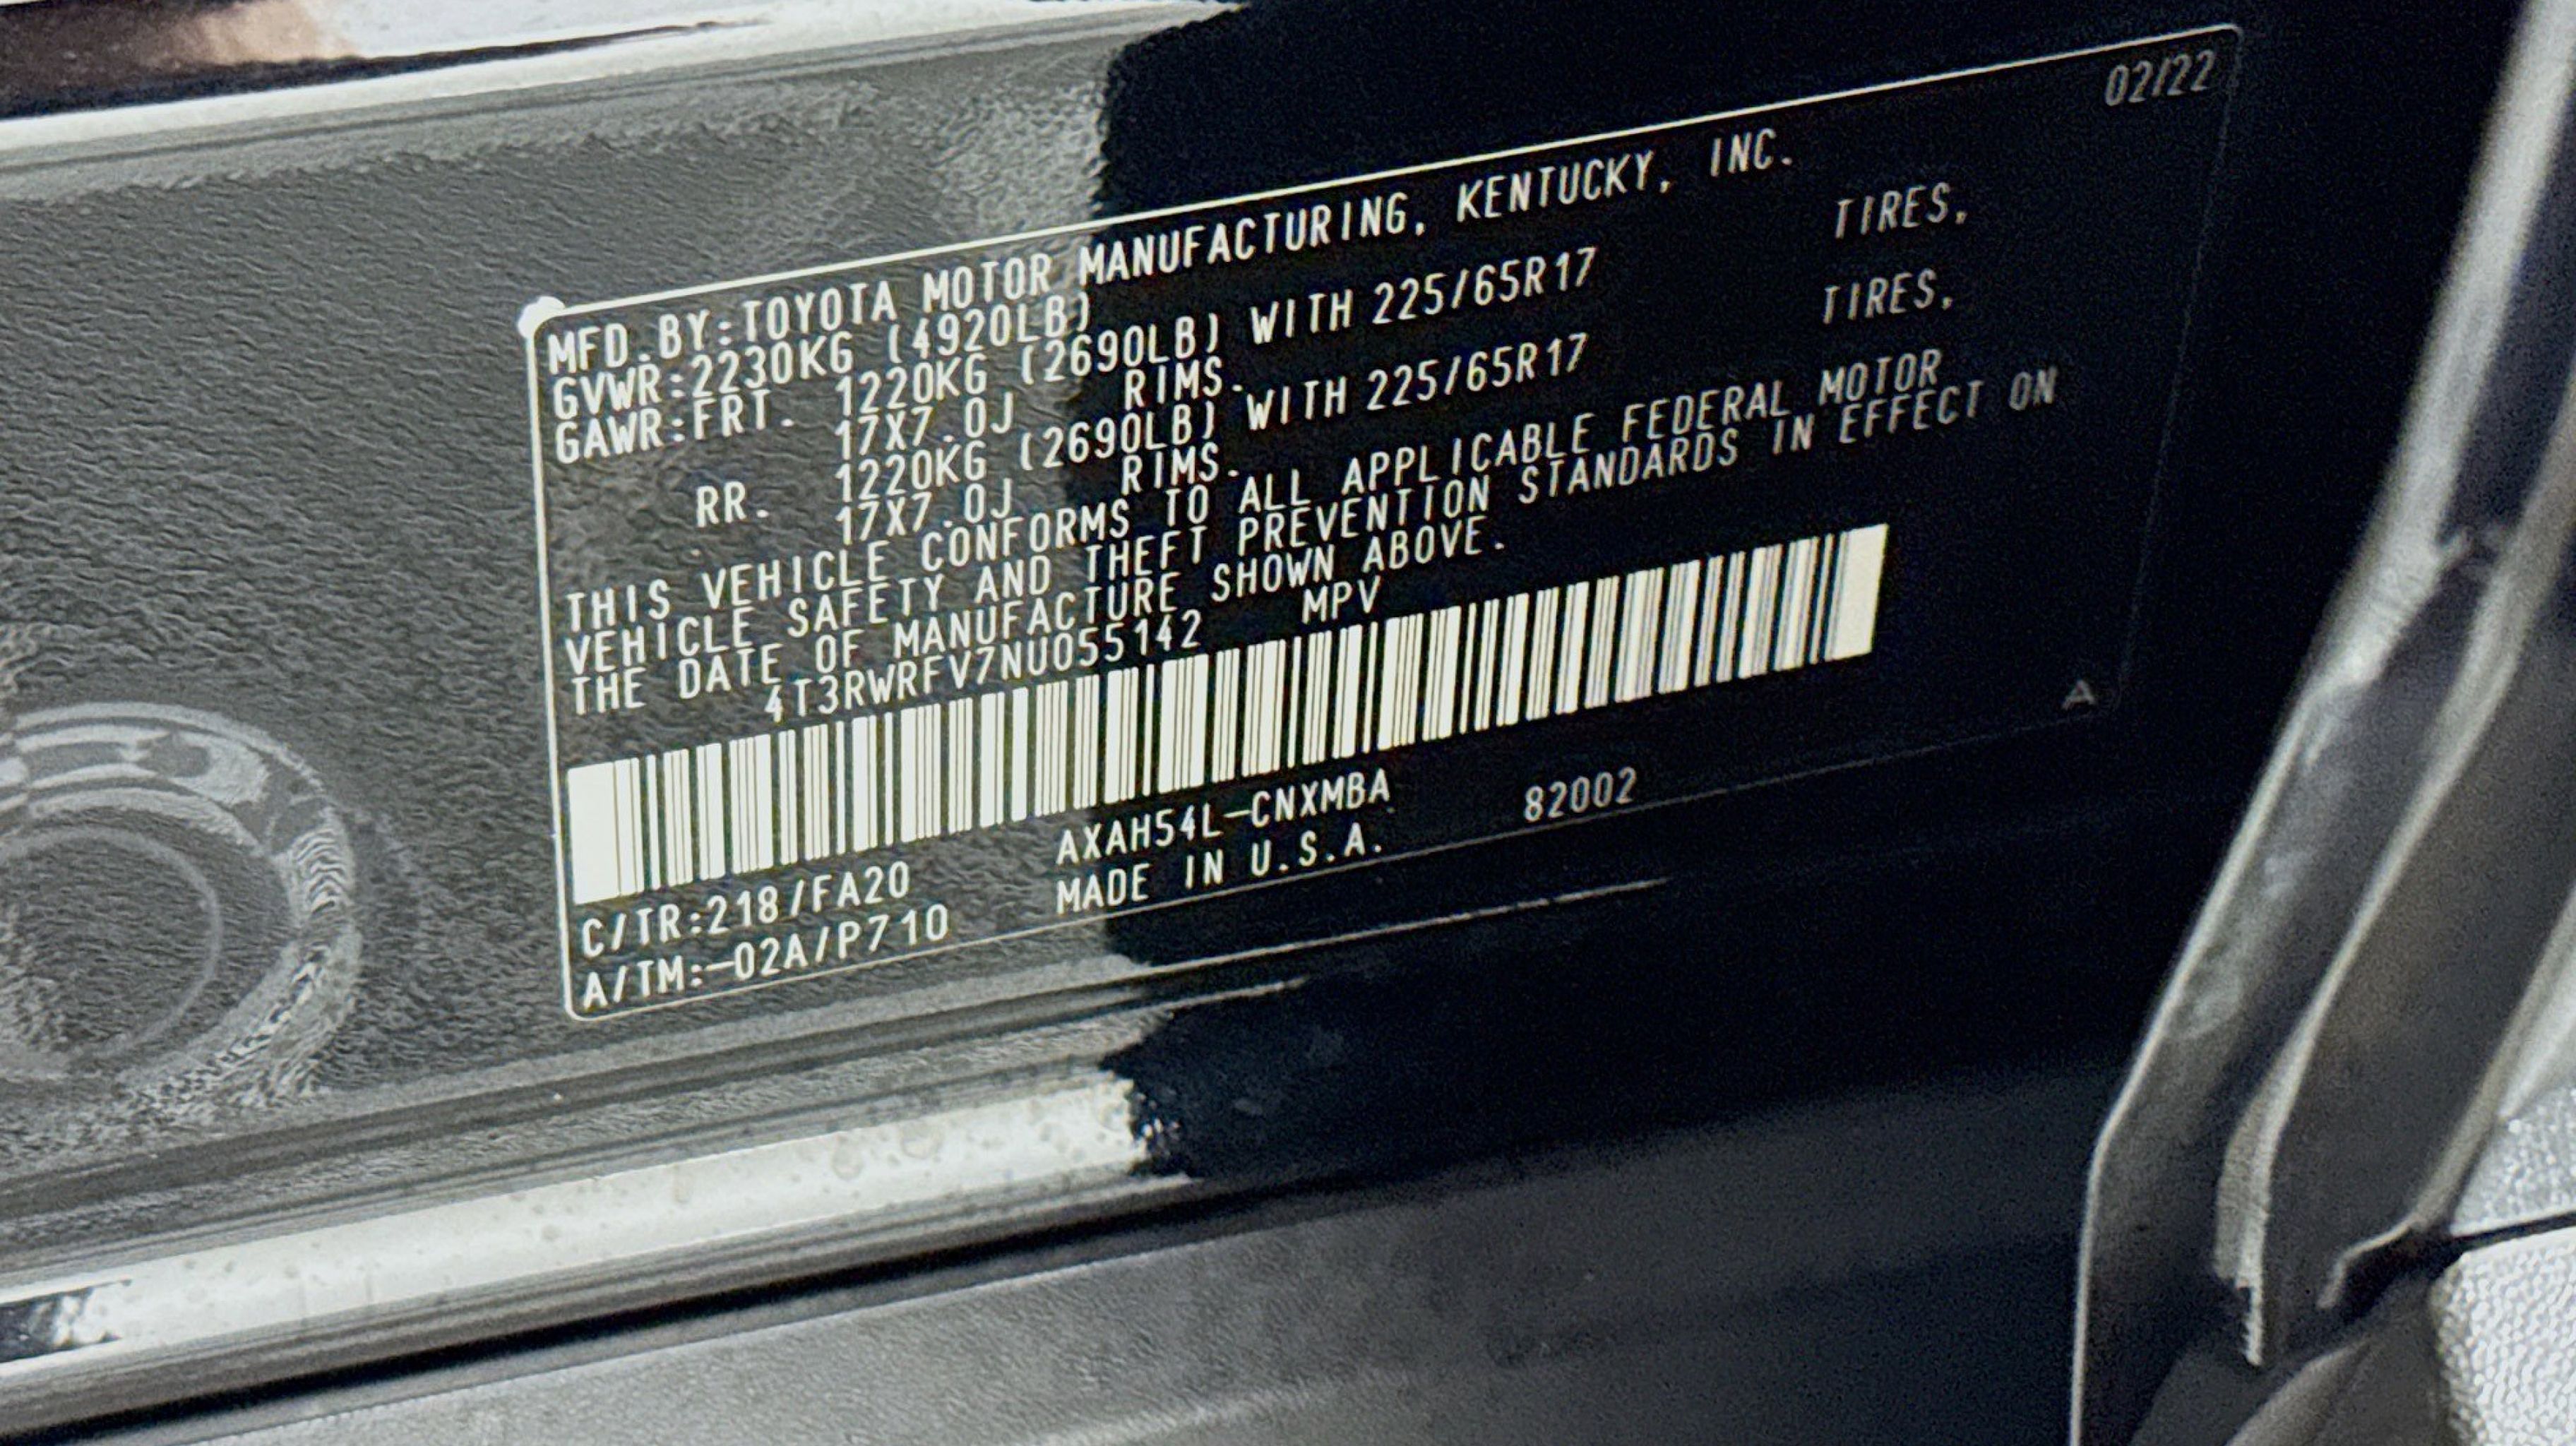 02/22
MFD.BY:TOYOTA MOTOR MANUFACTURING, KENTUCKY, INC.
GVWR:2230KG (4920LB)
GAWR:FRT. 1220KG (2690LB) WITH 225/65R17 TIRES,
17X7.0J RIMS.
RR. 1220KG (2690LB) WITH 225/65R17 TIRES,
17X7.0J RIMS.
THIS VEHICLE CONFORMS TO ALL APPLICABLE FEDERAL MOTOR
VEHICLE SAFETY AND THEFT PREVENTION STANDARDS IN EFFECT ON
THE DATE OF MANUFACTURE SHOWN ABOVE.
4T3RWRFV7NU055142 MPV
A
C/TR:218/FA20 AXAH54L-CNXMBA 82002
A/TM:-02A/P710 MADE IN U.S.A.